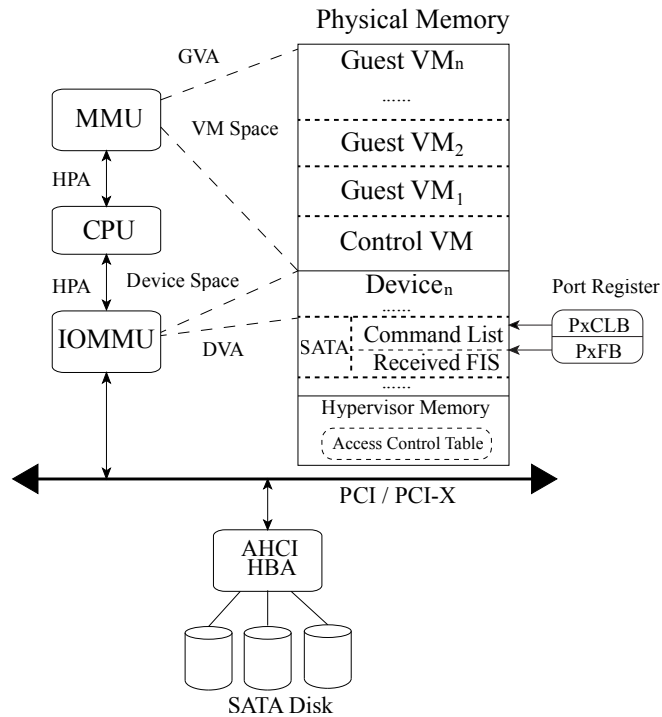 Physical Memory
GVA
Guest VMn
......
MMU
VM Space
Guest VM2
HPA
Guest VM1
CPU
Control VM
HPA
Device Space
Devicen
......
Port Register
IOMMU
DVA
SATA
Command List
PxCLB
Received FIS
PxFB
......
Hypervisor Memory
Access Control Table
PCI / PCI-X
AHCI
HBA
SATA Disk